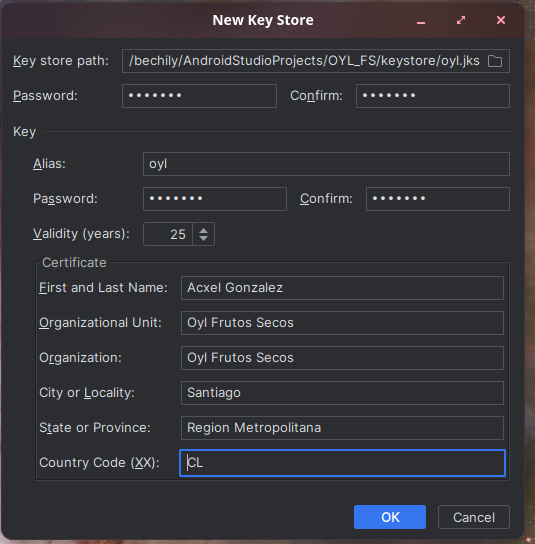 New Key Store
Key store path: /bechily/AndroidStudioProjects/OYL_FS/keystore/oyl.jks
Password: ••••••• Confirm: •••••••
Key
Alias: oyl
Password: ••••••• Confirm: •••••••
Validity (years): 25
Certificate
First and Last Name: Acxel Gonzalez
Organizational Unit: Oyl Frutos Secos
Organization: Oyl Frutos Secos
City or Locality: Santiago
State or Province: Region Metropolitana
Country Code (XX): CL
OK Cancel